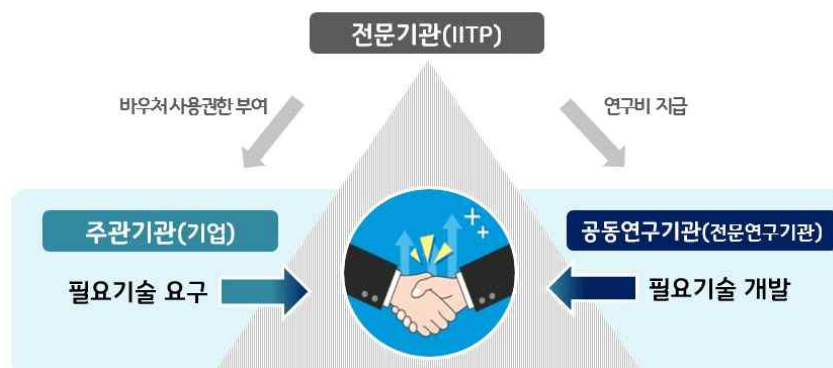 전문기관(IITP)
바우처 사용권한 부여
연구비 지급
주관기관(기업)
공동연구기관(전문연구기관)
필요기술 요구
필요기술 개발